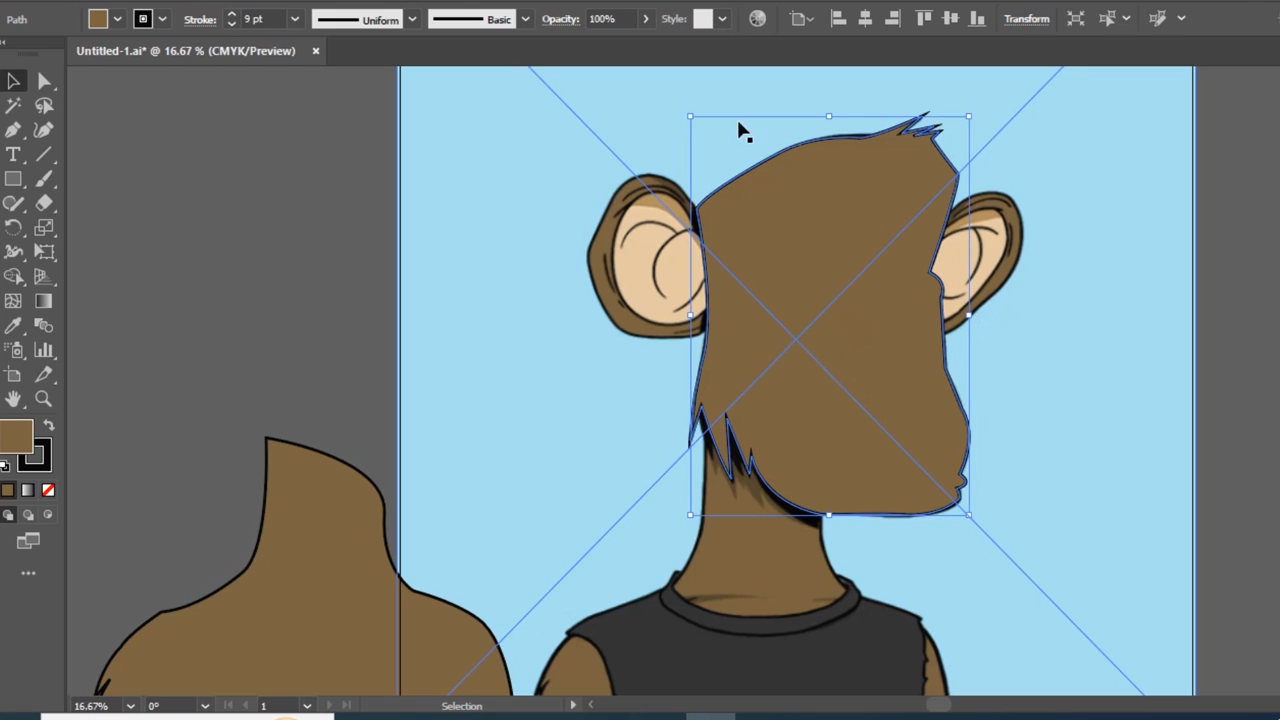 Path
Stroke:
9 pt
Uniform
Basic
Opacity:
100%
Style:
Transform
Untitled-1.ai* @ 16.67 % (CMYK/Preview)
×
T
16.67%
0°
1
Selection